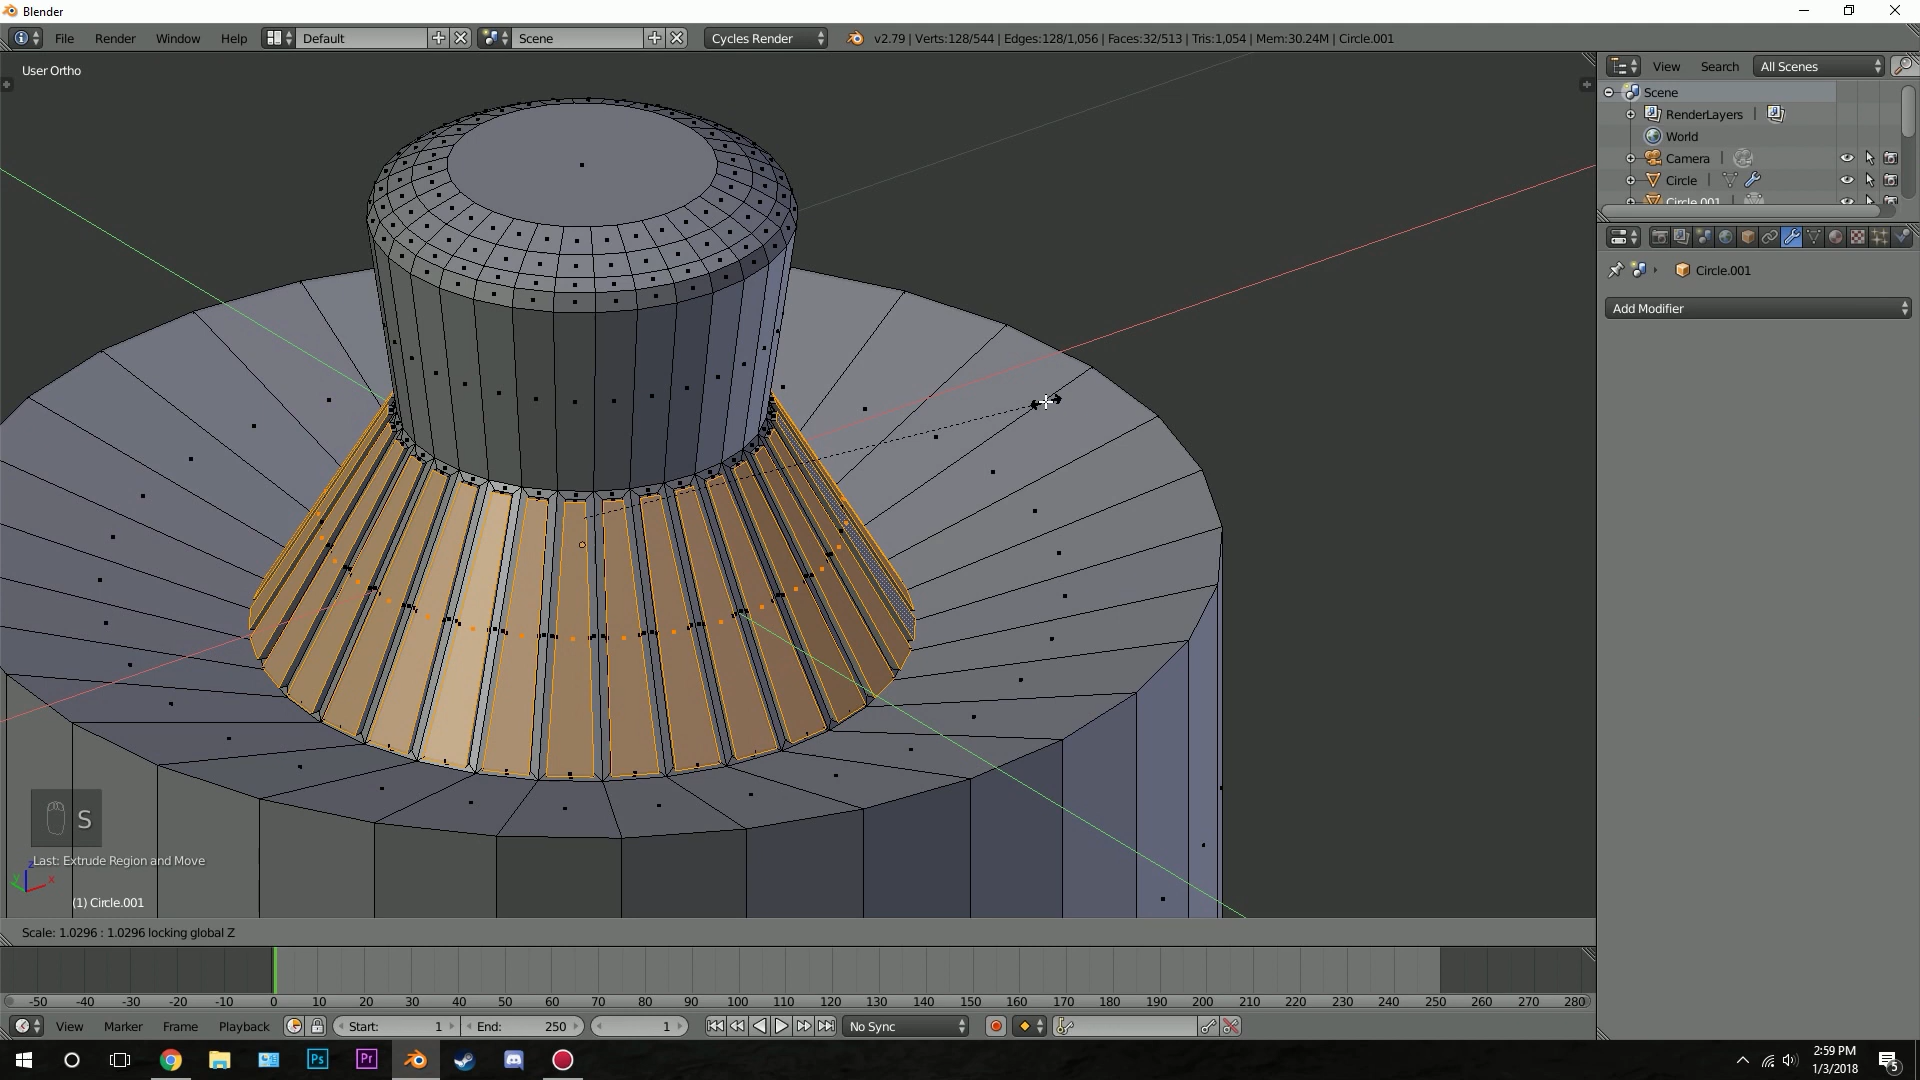 Blender
File Render Window Help Default Scene Cycles Render v2.79 | Verts:128/544 | Edges:128/1,056 | Faces:32/513 | Tris:1,054 | Mem:30.24M | Circle.001
User Ortho
View Search All Scenes
Scene
RenderLayers
World
Camera
Circle
Circle.001
Circle.001
Add Modifier
S
Last: Extrude Region and Move
z
y x
(1) Circle.001
Scale: 1.0296 : 1.0296 locking global Z
-50 -40 -30 -20 -10 0 10 20 30 40 50 60 70 80 90 100 110 120 130 140 150 160 170 180 190 200 210 220 230 240 250 260 270 280
View Marker Frame Playback Start: 1 End: 250 1 No Sync
Ps Pr
2:59 PM
1/3/2018
5